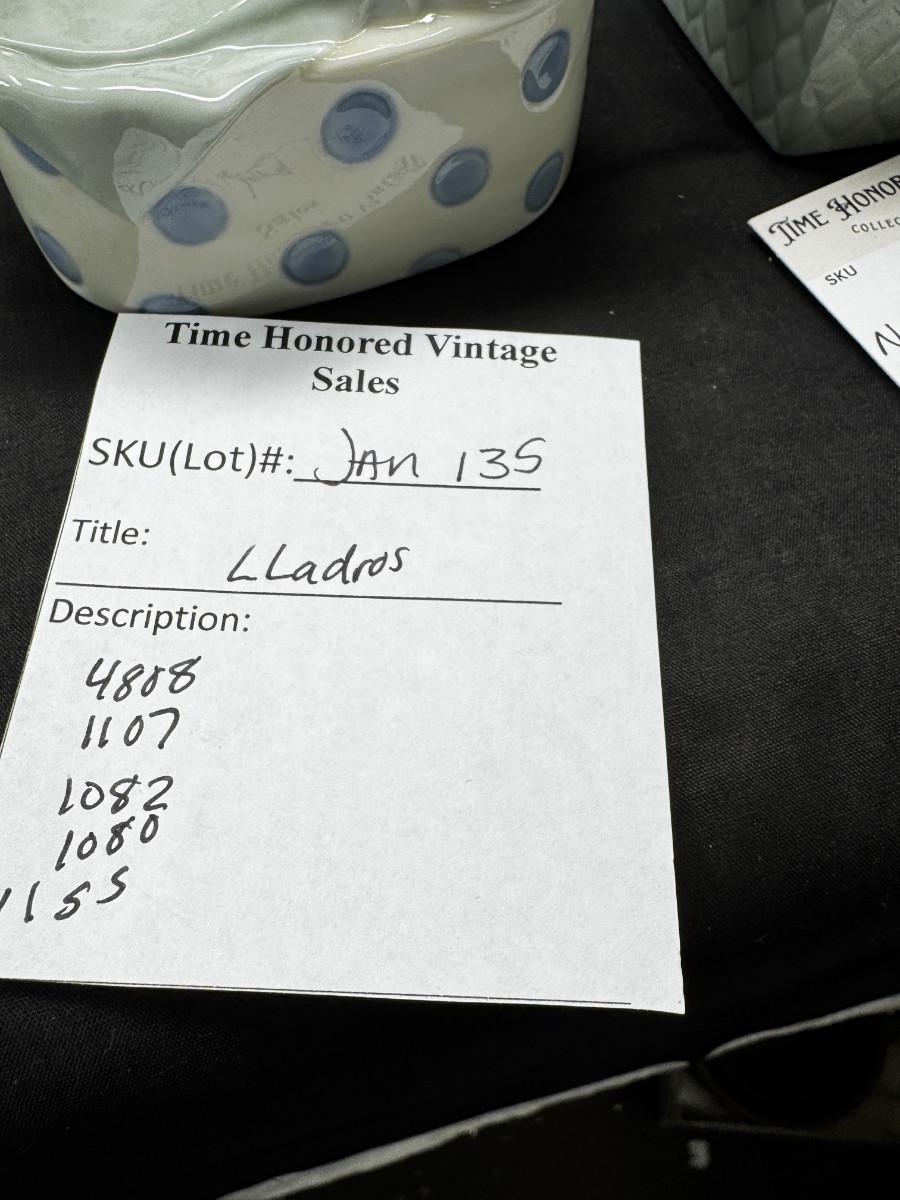 Time Honored Vintage
Sales
SKU(Lot)#: JAN 135
Title:
LLadros
Description:
4808
1107
1082
1080
1155
TIME HONOR
COLLEC
SKU